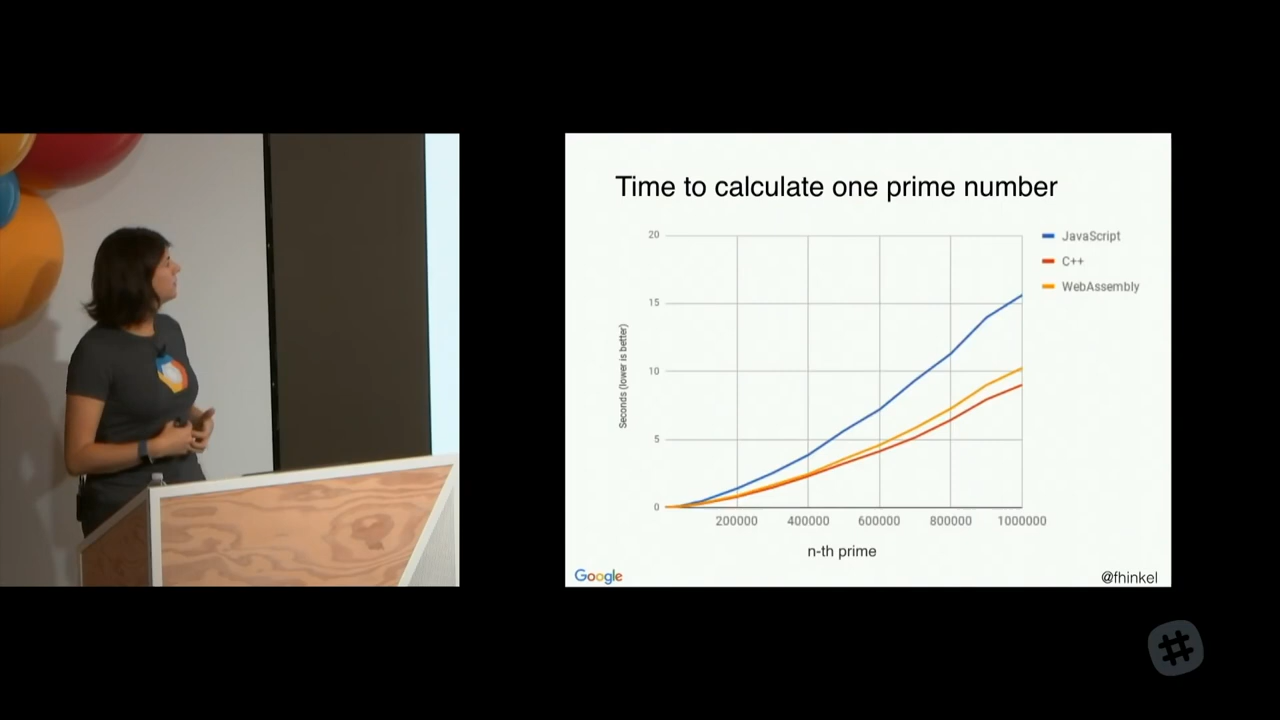 Time to calculate one prime number
20
15
10
5
0
Seconds (lower is better)
200000
400000
600000
800000
1000000
n-th prime
JavaScript
C++
WebAssembly
Google
@fhinkel
#